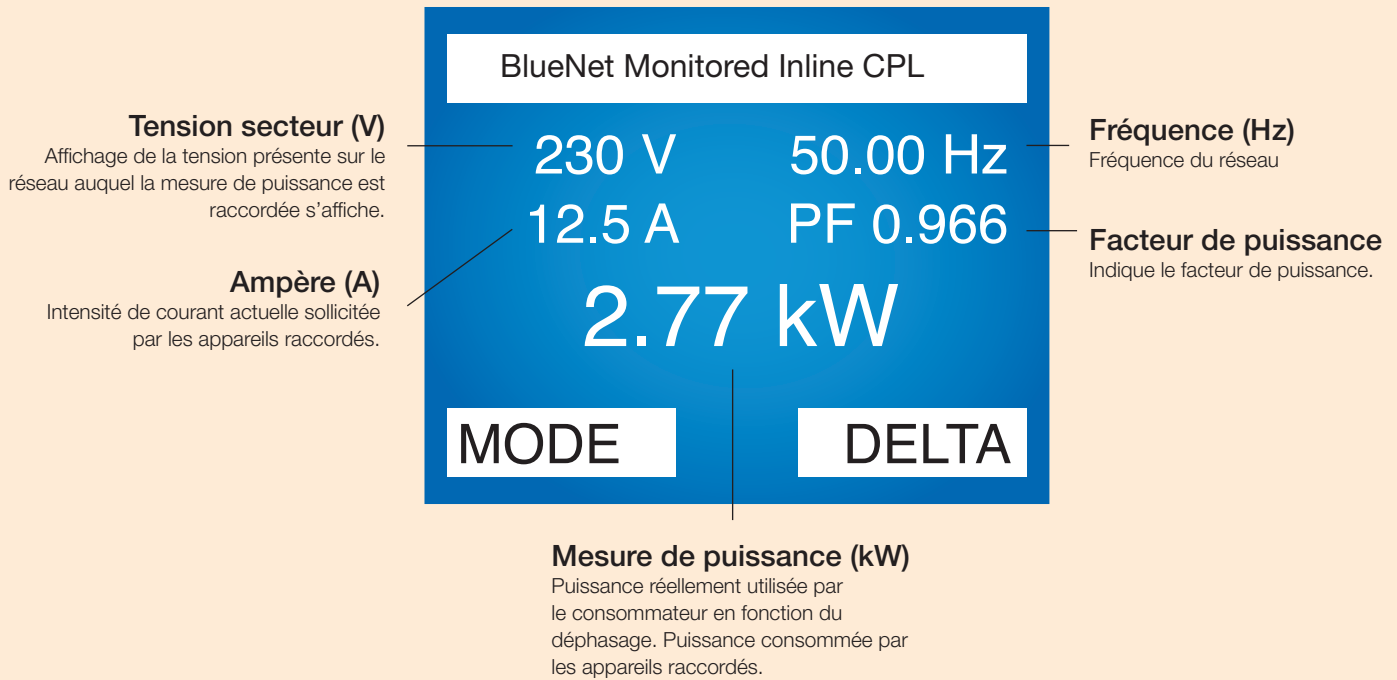 BlueNet Monitored Inline CPL
Tension secteur (V)
Affichage de la tension présente sur le
réseau auquel la mesure de puissance est
raccordée s’affiche.
Ampère (A)
Intensité de courant actuelle sollicitée
par les appareils raccordés.
230 V
50.00 Hz
12.5 A
PF 0.966
2.77 kW
MODE
DELTA
Fréquence (Hz)
Fréquence du réseau
Facteur de puissance
Indique le facteur de puissance.
Mesure de puissance (kW)
Puissance réellement utilisée par
le consommateur en fonction du
déphasage. Puissance consommée par
les appareils raccordés.